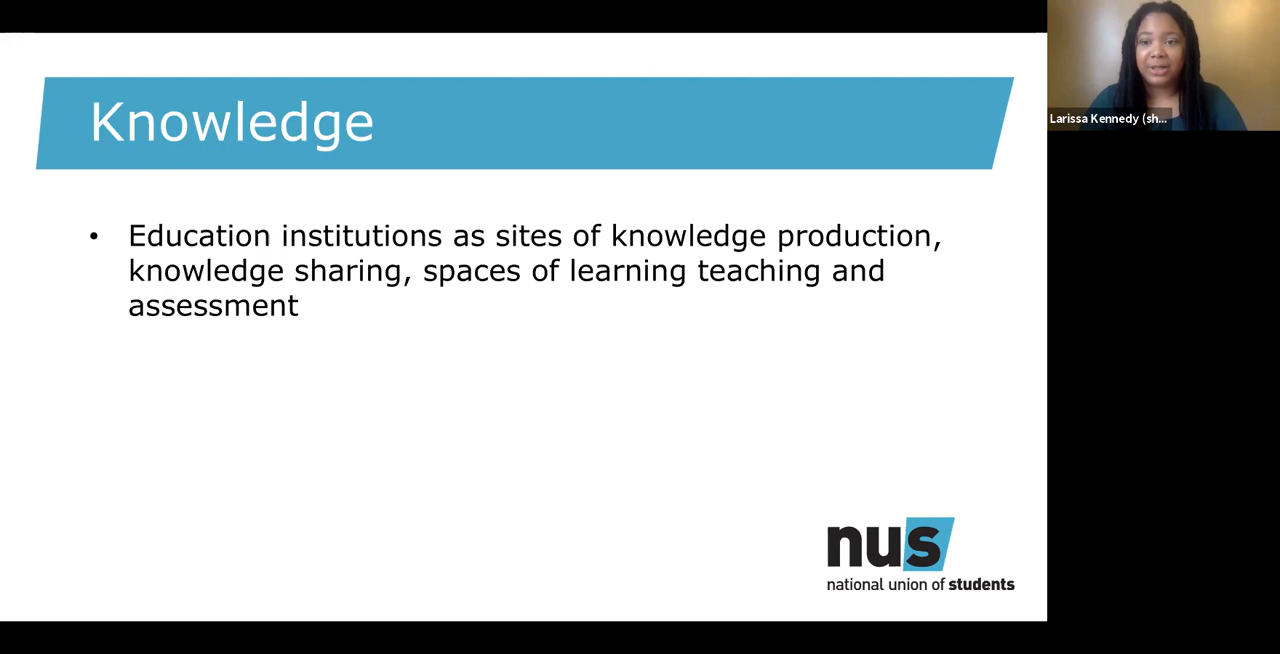 Knowledge
• Education institutions as sites of knowledge production,
knowledge sharing, spaces of learning teaching and
assessment
nus
national union of students
Larissa Kennedy (sh...